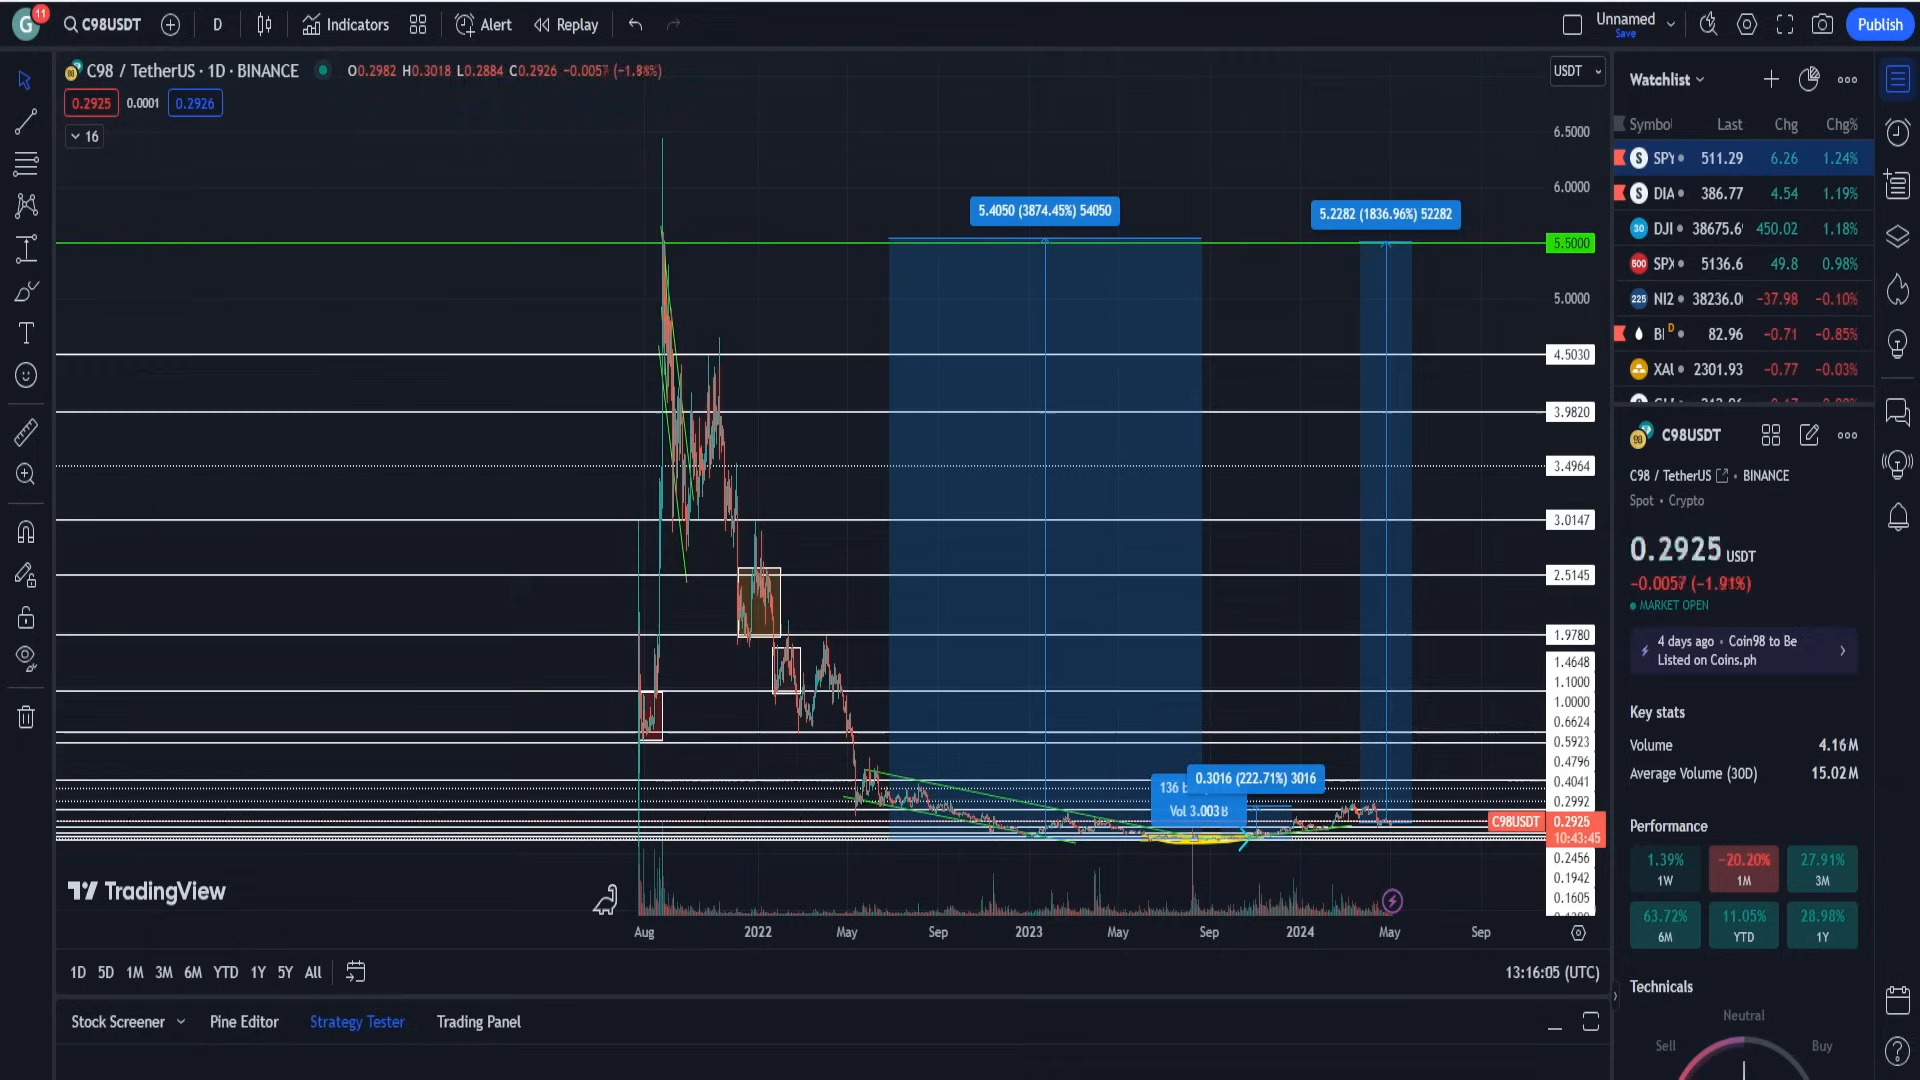 G 11 C98USDT D Indicators Alert Replay Unnamed Publish
Save
C98 / TetherUS · 1D · BINANCE O0.2982 H0.3018 L0.2884 C0.2926 USDT
0.2925 0.0001 0.2926
16
6.5000
6.0000
5.5000
5.0000
4.5030
3.9820
3.4964
3.0147
2.5145
1.9780
1.4648
1.1000
1.0000
0.6624
0.5923
0.4796
0.4041
0.2992
C98USDT 0.2925
10:43:45
0.2456
0.1942
0.1605
5.4050 (3874.45%) 54050
5.2282 (1836.96%) 52282
0.3016 (222.71%) 3016
136
Vol 3.003B
TradingView
Aug 2022 May Sep 2023 May Sep 2024 May Sep
1D 5D 1M 3M 6M YTD 1Y 5Y All 13:16:05 (UTC)
Stock Screener Pine Editor Strategy Tester Trading Panel
Watchlist
Symbol Last Chg Chg%
S SPY 511.29 6.26 1.24%
S DIA 386.77 4.54 1.19%
30 DJI 450.02 1.18%
500 5136.6 49.8 0.98%
225 NI2 -37.98 -0.10%
D 82.96 -0.71 -0.85%
2301.93 -0.77 -0.03%
98 C98USDT
C98 / TetherUS • BINANCE
Spot • Crypto
0.2925 USDT
-0.0057 (-1.91%)
MARKET OPEN
4 days ago • Coin98 to Be
Listed on Coins.ph
Key stats
Volume 4.16M
Average Volume (30D) 15.02M
Performance
1.39% -20.20% 27.91%
1W 1M 3M
63.72% 11.05% 28.98%
6M YTD 1Y
Technicals
Neutral
Sell Buy